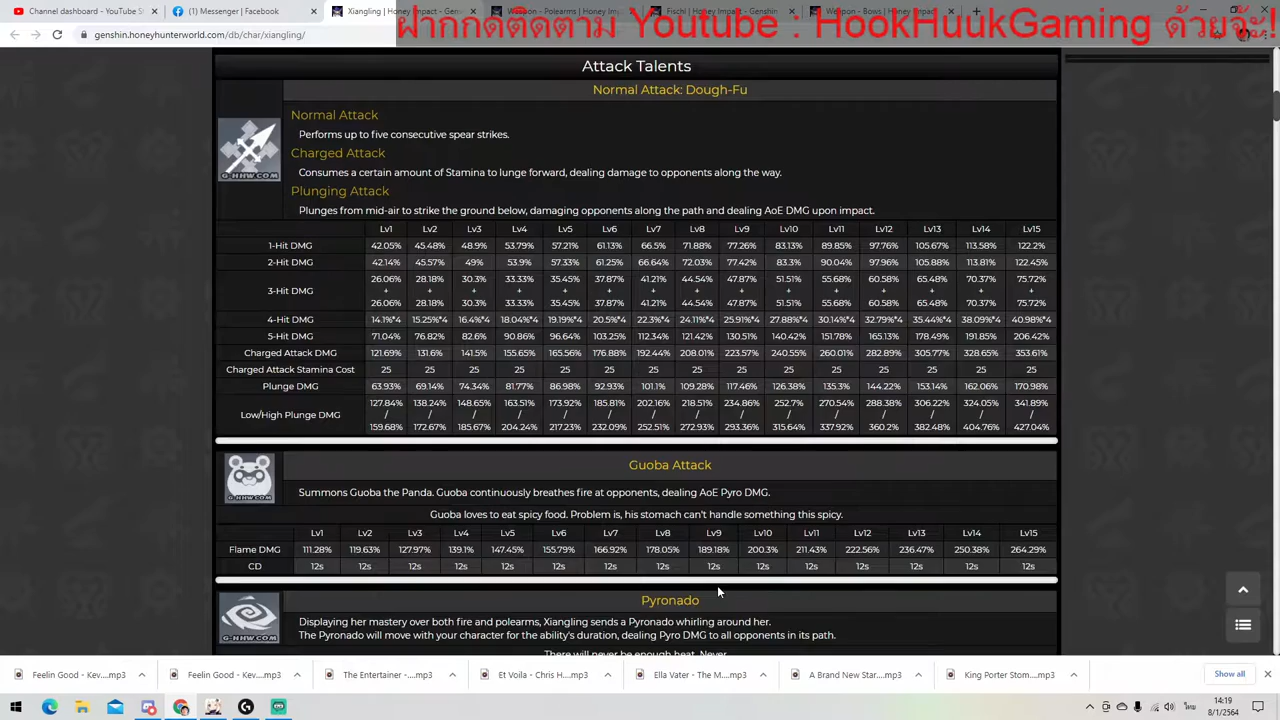 Channel dashboard - YouTube S
(1) Messenger | Facebook
Xiangling | Honey Impact - Gen
Weapon - Polearms | Honey Im
Fischl | Honey Impact - Genshin
Weapon - Bows | Honey Impact
ฝากกดติดตาม Youtube : HookHuukGaming ด้วยจ้ะ!
genshin.honeyhunterworld.com/db/char/xiangling/
Attack Talents
Normal Attack: Dough-Fu
Normal Attack
Performs up to five consecutive spear strikes.
Charged Attack
Consumes a certain amount of Stamina to lunge forward, dealing damage to opponents along the way.
G-HHW.COM
Plunging Attack
Plunges from mid-air to strike the ground below, damaging opponents along the path and dealing AoE DMG upon impact.
Lv1 Lv2 Lv3 Lv4 Lv5 Lv6 Lv7 Lv8 Lv9 Lv10 Lv11 Lv12 Lv13 Lv14 Lv15
1-Hit DMG 42.05% 45.48% 48.9% 53.79% 57.21% 61.13% 66.5% 71.88% 77.26% 83.13% 89.85% 97.76% 105.67% 113.58% 122.2%
2-Hit DMG 42.14% 45.57% 49% 53.9% 57.33% 61.25% 66.64% 72.03% 77.42% 83.3% 90.04% 97.96% 105.88% 113.81% 122.45%
26.06% 28.18% 30.3% 33.33% 35.45% 37.87% 41.21% 44.54% 47.87% 51.51% 55.68% 60.58% 65.48% 70.37% 75.72%
3-Hit DMG + + + + + + + + + + + + + + +
26.06% 28.18% 30.3% 33.33% 35.45% 37.87% 41.21% 44.54% 47.87% 51.51% 55.68% 60.58% 65.48% 70.37% 75.72%
4-Hit DMG 14.1%*4 15.25%*4 16.4%*4 18.04%*4 19.19%*4 20.5%*4 22.3%*4 24.11%*4 25.91%*4 27.88%*4 30.14%*4 32.79%*4 35.44%*4 38.09%*4 40.98%*4
5-Hit DMG 71.04% 76.82% 82.6% 90.86% 96.64% 103.25% 112.34% 121.42% 130.51% 140.42% 151.78% 165.13% 178.49% 191.85% 206.42%
Charged Attack DMG 121.69% 131.6% 141.5% 155.65% 165.56% 176.88% 192.44% 208.01% 223.57% 240.55% 260.01% 282.89% 305.77% 328.65% 353.61%
Charged Attack Stamina Cost 25 25 25 25 25 25 25 25 25 25 25 25 25 25 25
Plunge DMG 63.93% 69.14% 74.34% 81.77% 86.98% 92.93% 101.1% 109.28% 117.46% 126.38% 135.3% 144.22% 153.14% 162.06% 170.98%
127.84% 138.24% 148.65% 163.51% 173.92% 185.81% 202.16% 218.51% 234.86% 252.7% 270.54% 288.38% 306.22% 324.05% 341.89%
Low/High Plunge DMG / / / / / / / / / / / / / / /
159.68% 172.67% 185.67% 204.24% 217.23% 232.09% 252.51% 272.93% 293.36% 315.64% 337.92% 360.2% 382.48% 404.76% 427.04%
Guoba Attack
Summons Guoba the Panda. Guoba continuously breathes fire at opponents, dealing AoE Pyro DMG.
G-HHW.COM
Guoba loves to eat spicy food. Problem is, his stomach can't handle something this spicy.
Lv1 Lv2 Lv3 Lv4 Lv5 Lv6 Lv7 Lv8 Lv9 Lv10 Lv11 Lv12 Lv13 Lv14 Lv15
Flame DMG 111.28% 119.63% 127.97% 139.1% 147.45% 155.79% 166.92% 178.05% 189.18% 200.3% 211.43% 222.56% 236.47% 250.38% 264.29%
CD 12s 12s 12s 12s 12s 12s 12s 12s 12s 12s 12s 12s 12s 12s 12s
Pyronado
Displaying her mastery over both fire and polearms, Xiangling sends a Pyronado whirling around her.
The Pyronado will move with your character for the ability's duration, dealing Pyro DMG to all opponents in its path.
G-HHW.COM
There will never be enough heat. Never.
Feelin Good - Kev....mp3
Feelin Good - Kev....mp3
The Entertainer -....mp3
Et Voila - Chris H....mp3
Ella Vater - The M....mp3
A Brand New Star....mp3
King Porter Stom....mp3
Show all
ไทย
14:19
8/1/2564